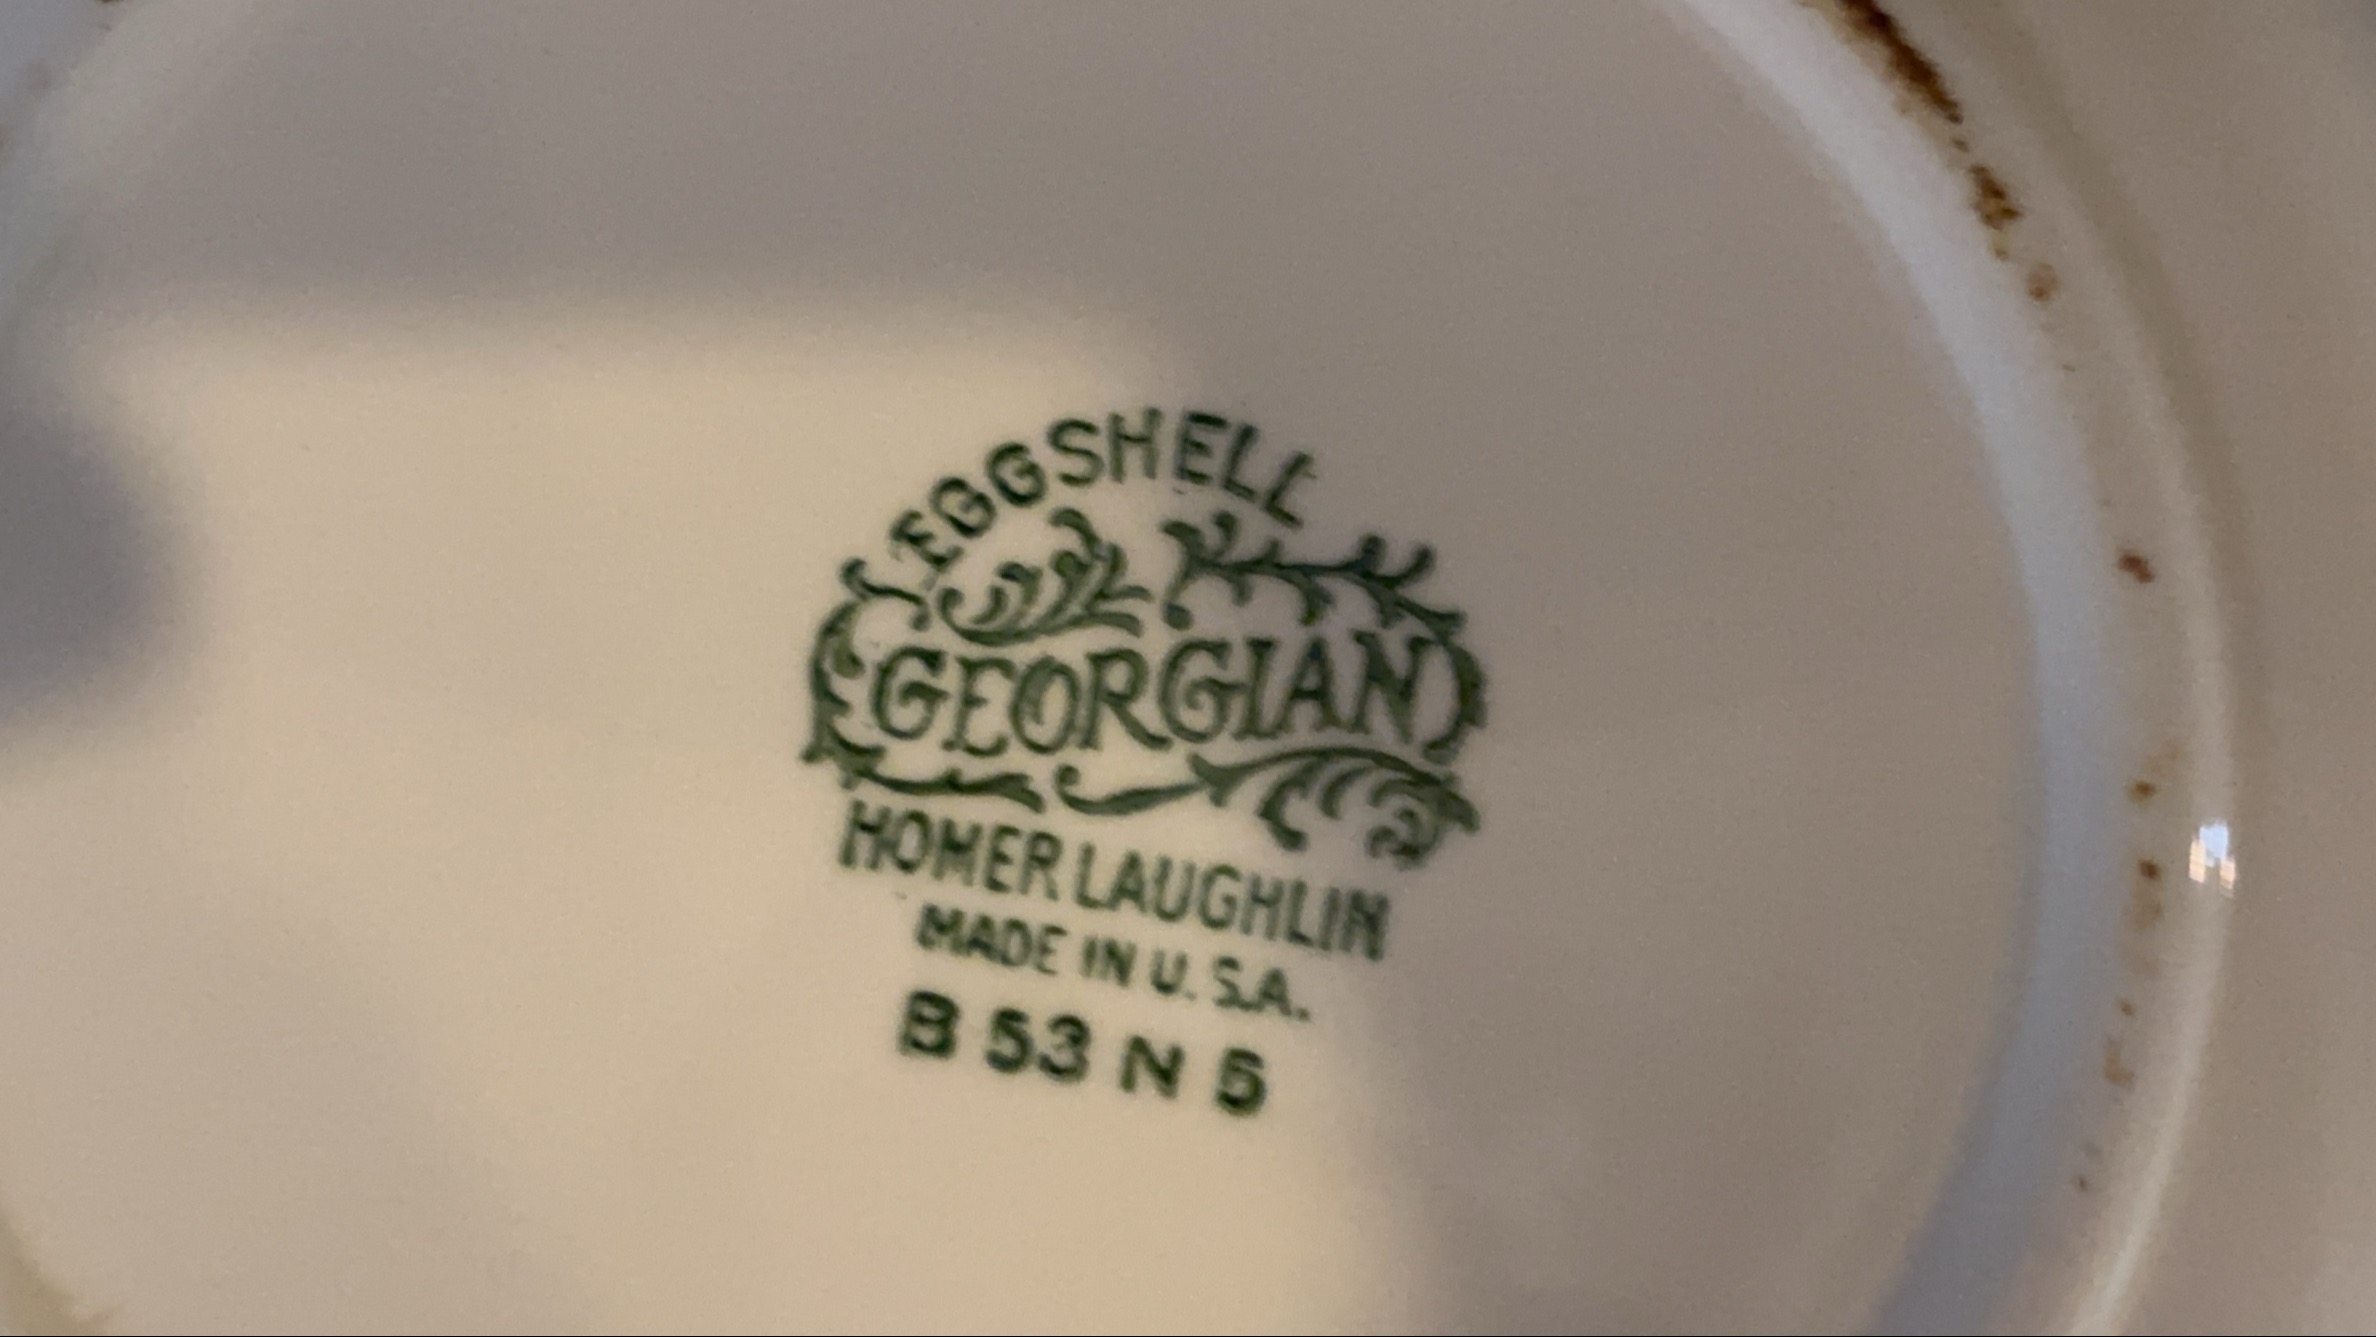 EGGSHELL
GEORGIAN
HOMER LAUGHLIN
MADE IN U.S.A.
B 53 N 5